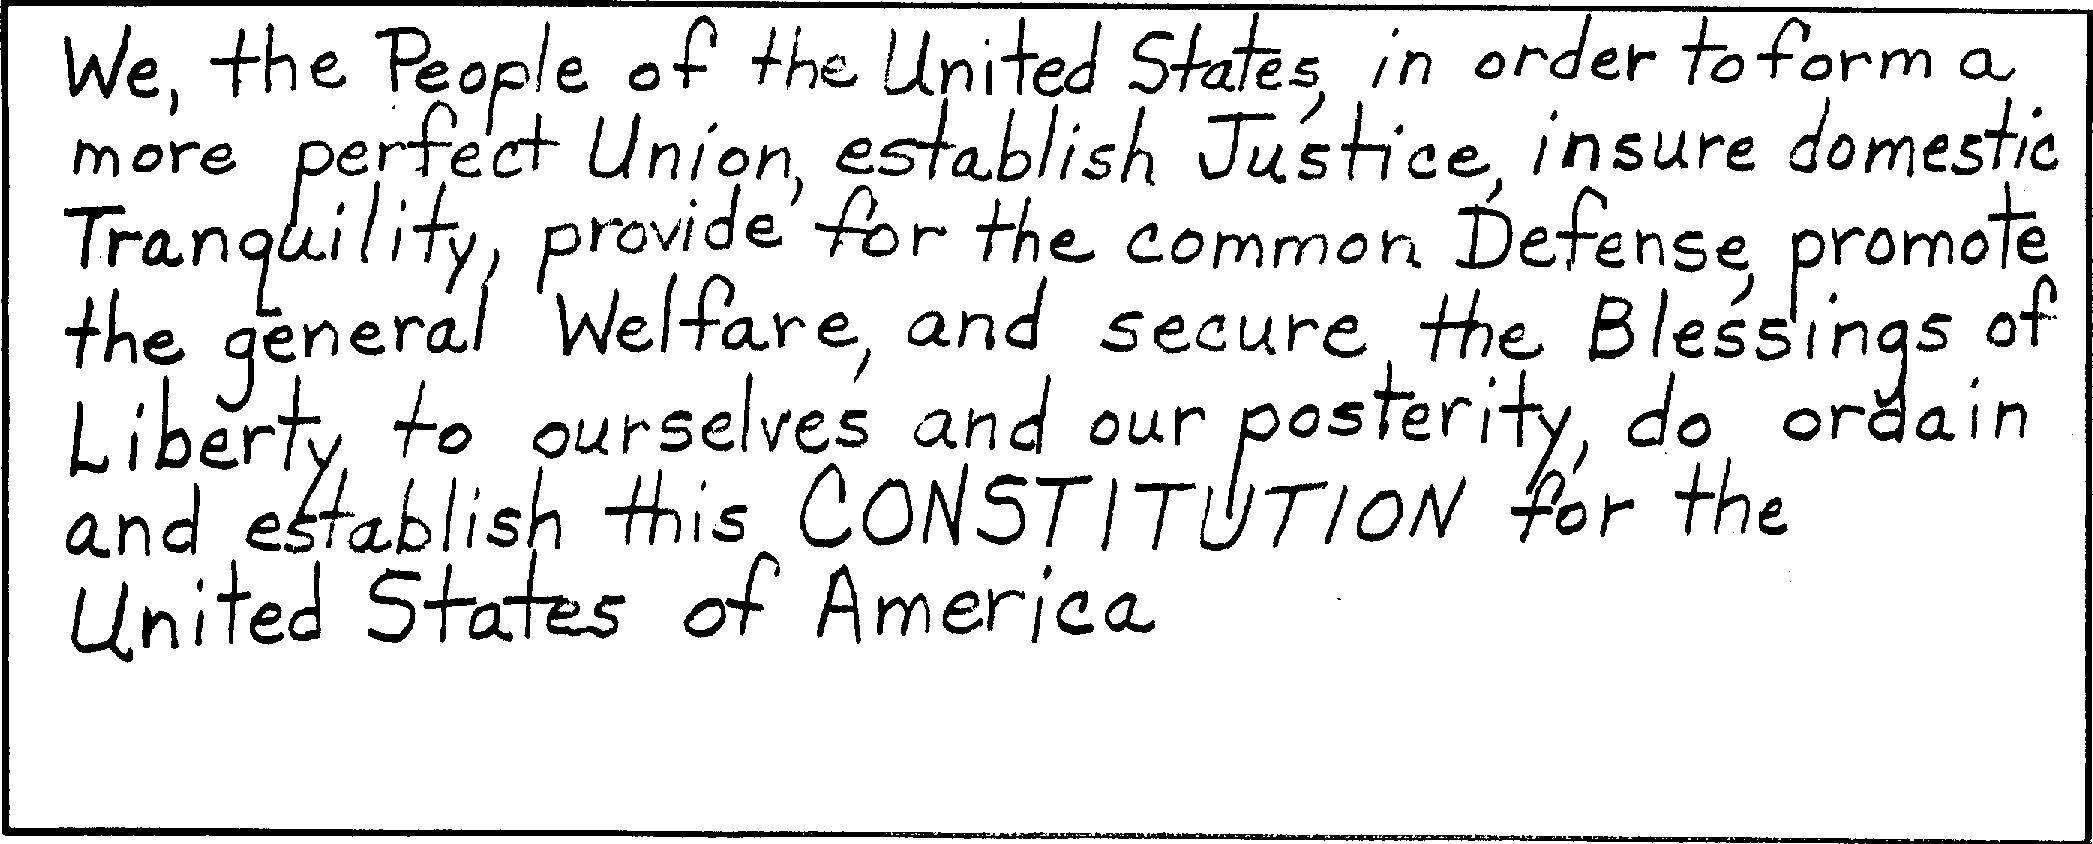 We, the People of the United States, in order to form a
more perfect Union, establish Justice, insure domestic
Tranquility, provide for the common Defense, promote
the general Welfare, and secure the Blessings of
Liberty to ourselves and our posterity, do ordain
and establish this CONSTITUTION for the
United States of America